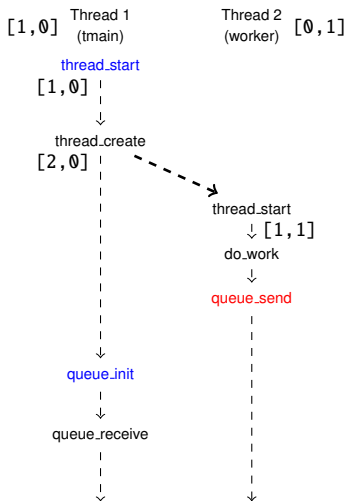 [1,0] Thread 1 Thread 2 [0,1]
(tmain) (worker)
thread_start
[1,0]
thread_create
[2,0]
thread_start
[1,1]
do_work
queue_send
queue_init
queue_receive